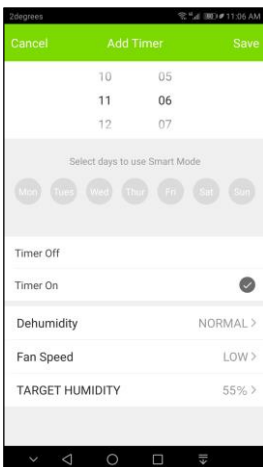 2degrees 11:06 AM
Cancel Add Timer Save
10 05
11 06
12 07
Select days to use Smart Mode
Mon Tues Wed Thur Fri Sat Sun
Timer Off
Timer On
Dehumidity NORMAL >
Fan Speed LOW >
TARGET HUMIDITY 55% >